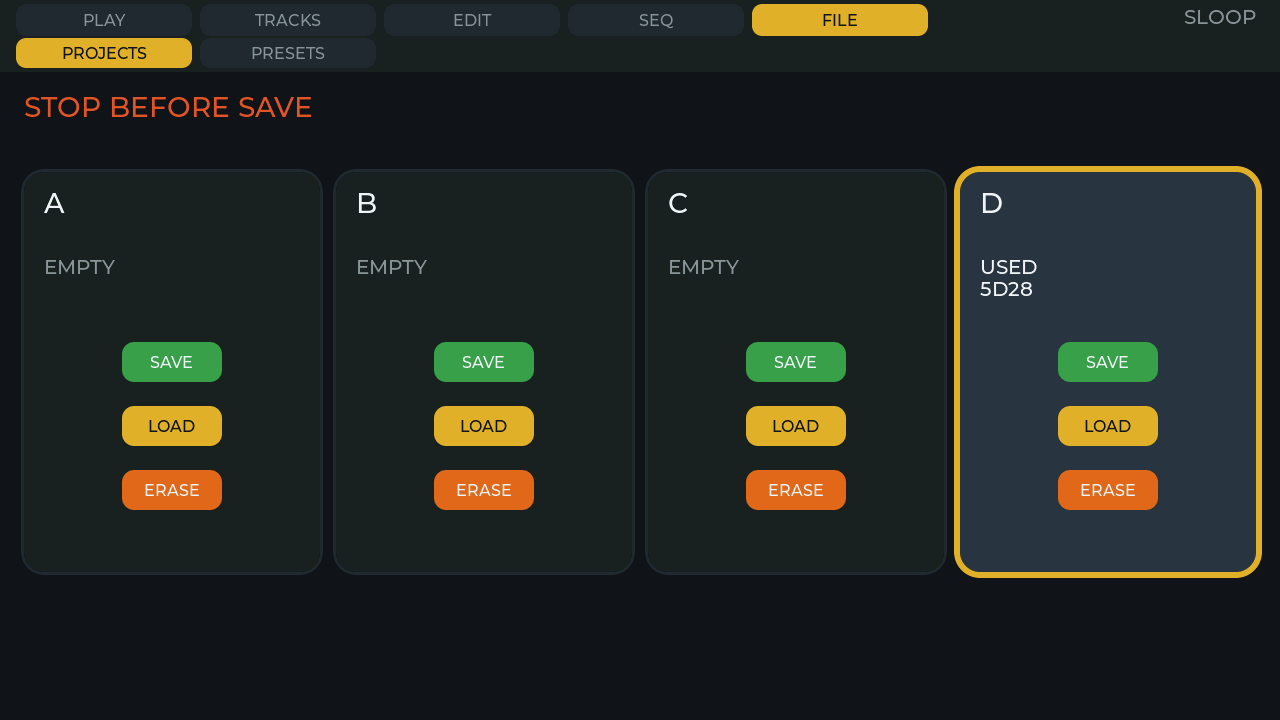 PLAY
TRACKS
EDIT
SEQ
FILE
SLOOP
PROJECTS
PRESETS
STOP BEFORE SAVE
A
EMPTY
SAVE
LOAD
ERASE
B
EMPTY
SAVE
LOAD
ERASE
C
EMPTY
SAVE
LOAD
ERASE
D
USED
5D28
SAVE
LOAD
ERASE